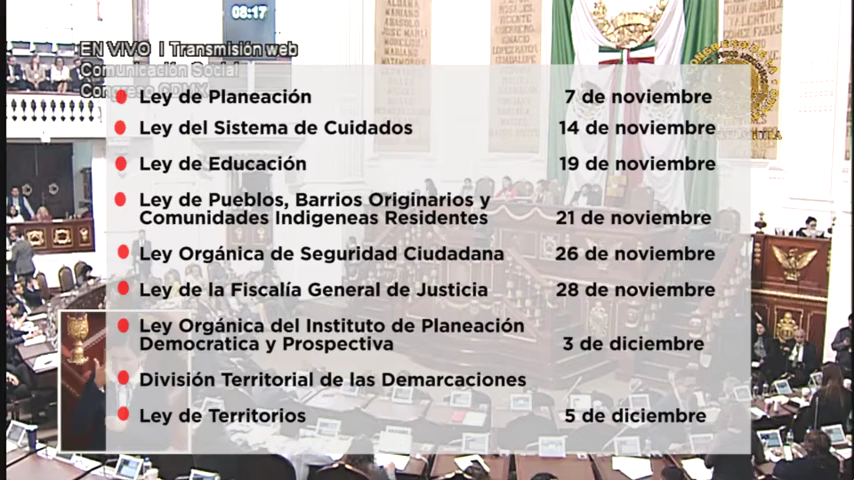 08:17
EN VIVO | Transmisión web
Comunicación Social
Congreso CDMX
Ley de Planeación 7 de noviembre
Ley del Sistema de Cuidados 14 de noviembre
Ley de Educación 19 de noviembre
Ley de Pueblos, Barrios Originarios y
Comunidades Indigeneas Residentes 21 de noviembre
Ley Orgánica de Seguridad Ciudadana 26 de noviembre
Ley de la Fiscalía General de Justicia 28 de noviembre
Ley Orgánica del Instituto de Planeación
Democratica y Prospectiva 3 de diciembre
División Territorial de las Demarcaciones
Ley de Territorios 5 de diciembre